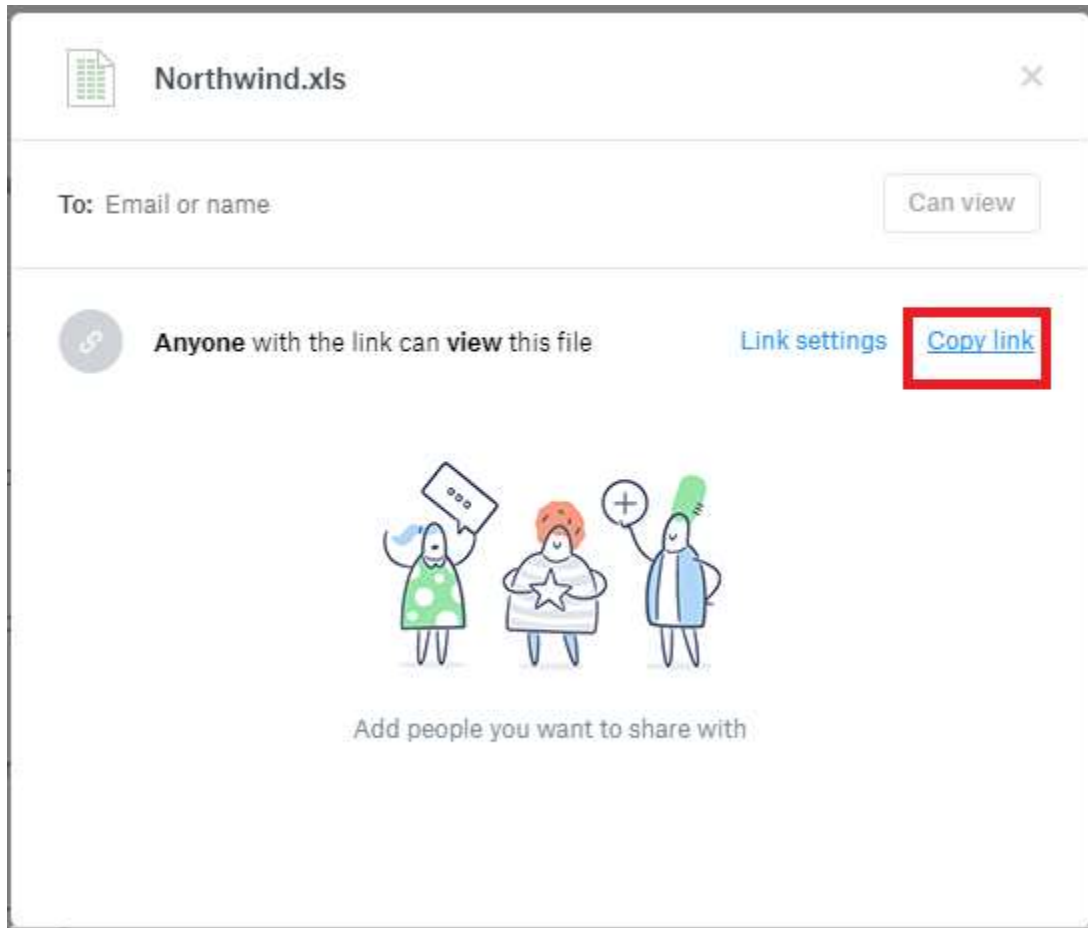 Northwind.xls
To: Email or name
Can view
Anyone with the link can view this file
Link settings
Copy link
Add people you want to share with